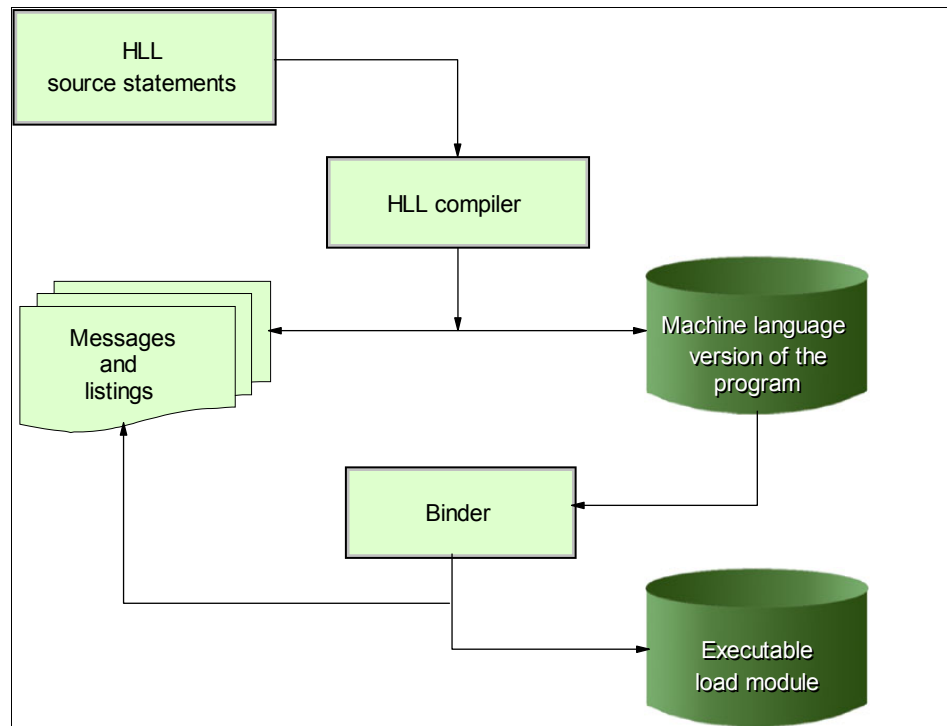 HLL
source statements
HLL compiler
Messages
and
listings
Machine language
version of the
program
Binder
Executable
load module